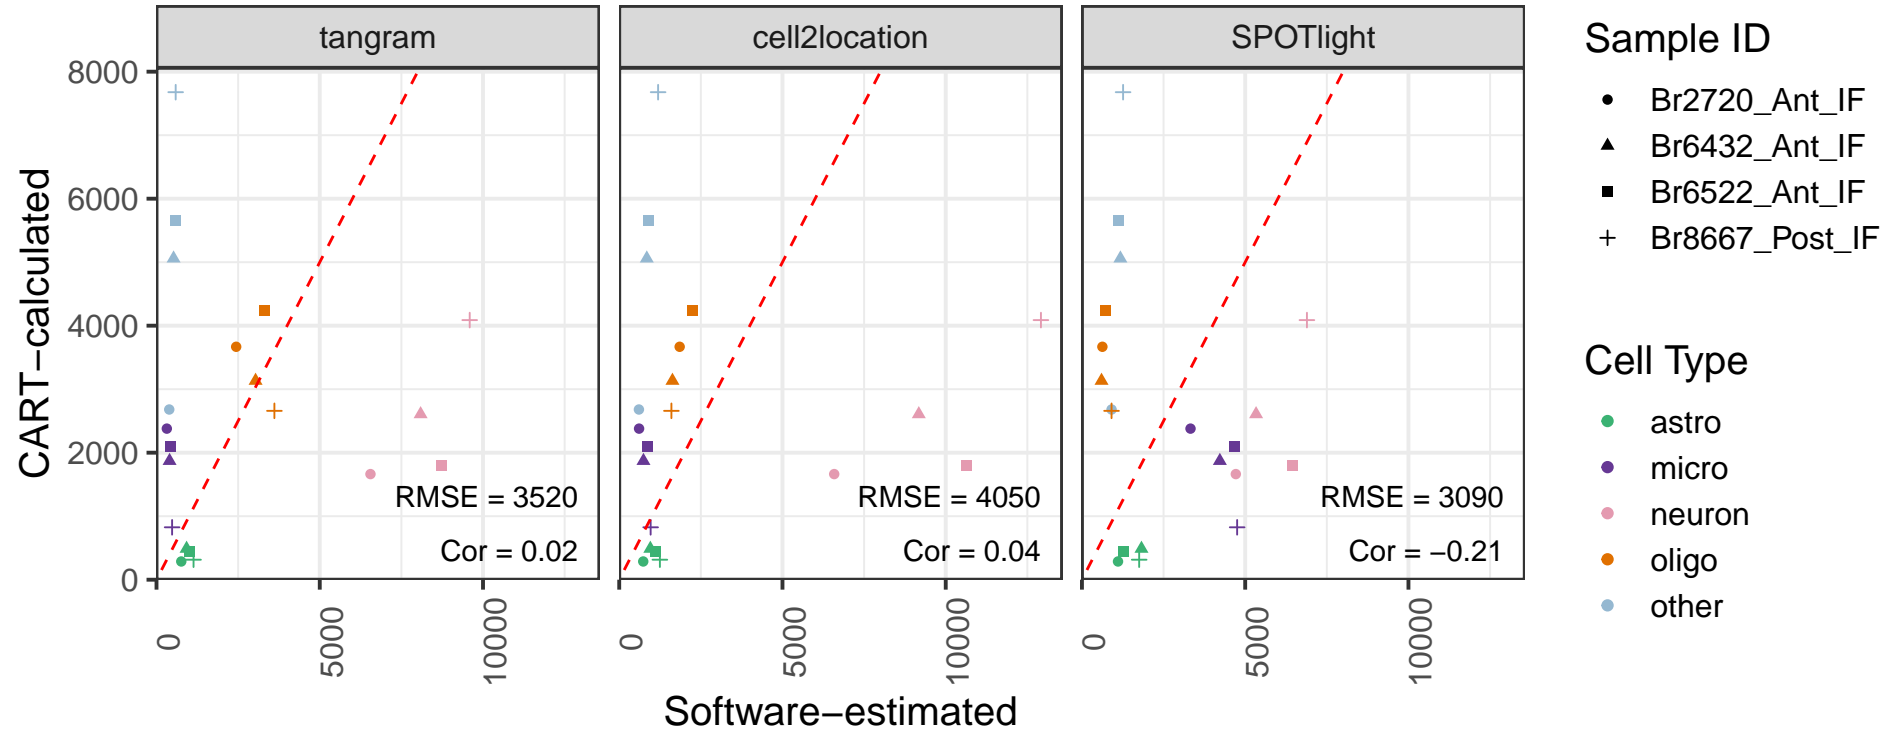 tangram
cell2location
SPOTlight
CART−calculated
8000
6000
4000
2000
0
RMSE = 3520
Cor = 0.02
RMSE = 4050
Cor = 0.04
RMSE = 3090
Cor = −0.21
0
5000
10000
0
5000
10000
0
5000
10000
Software−estimated
Sample ID
Br2720_Ant_IF
Br6432_Ant_IF
Br6522_Ant_IF
Br8667_Post_IF
Cell Type
astro
micro
neuron
oligo
other